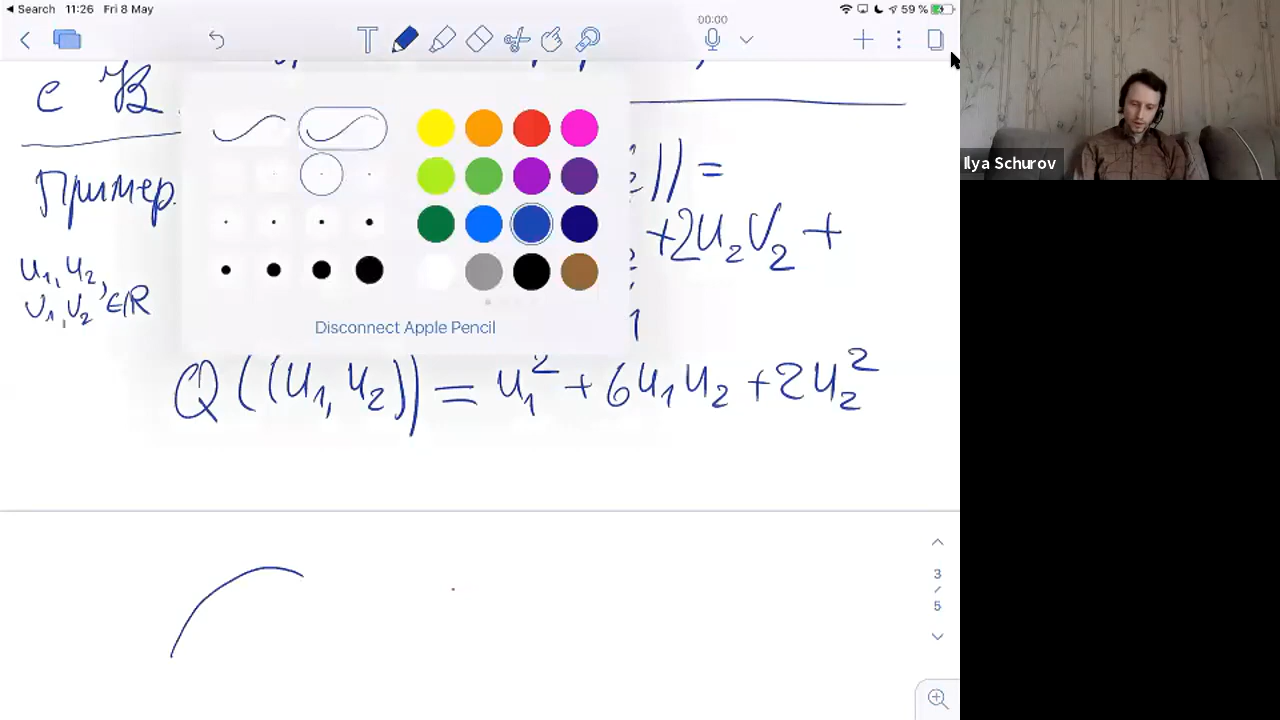 Search 11:26 Fri 8 May 59 %
T 00:00
с B
Пример. )) =
+2u₂v₂ +
u₁, u₂,
v₁, v₂ ∈ ℝ
Disconnect Apple Pencil
Q((u₁, u₂)) = u₁² + 6u₁u₂ + 2u₂²
3
/
5
Ilya Schurov